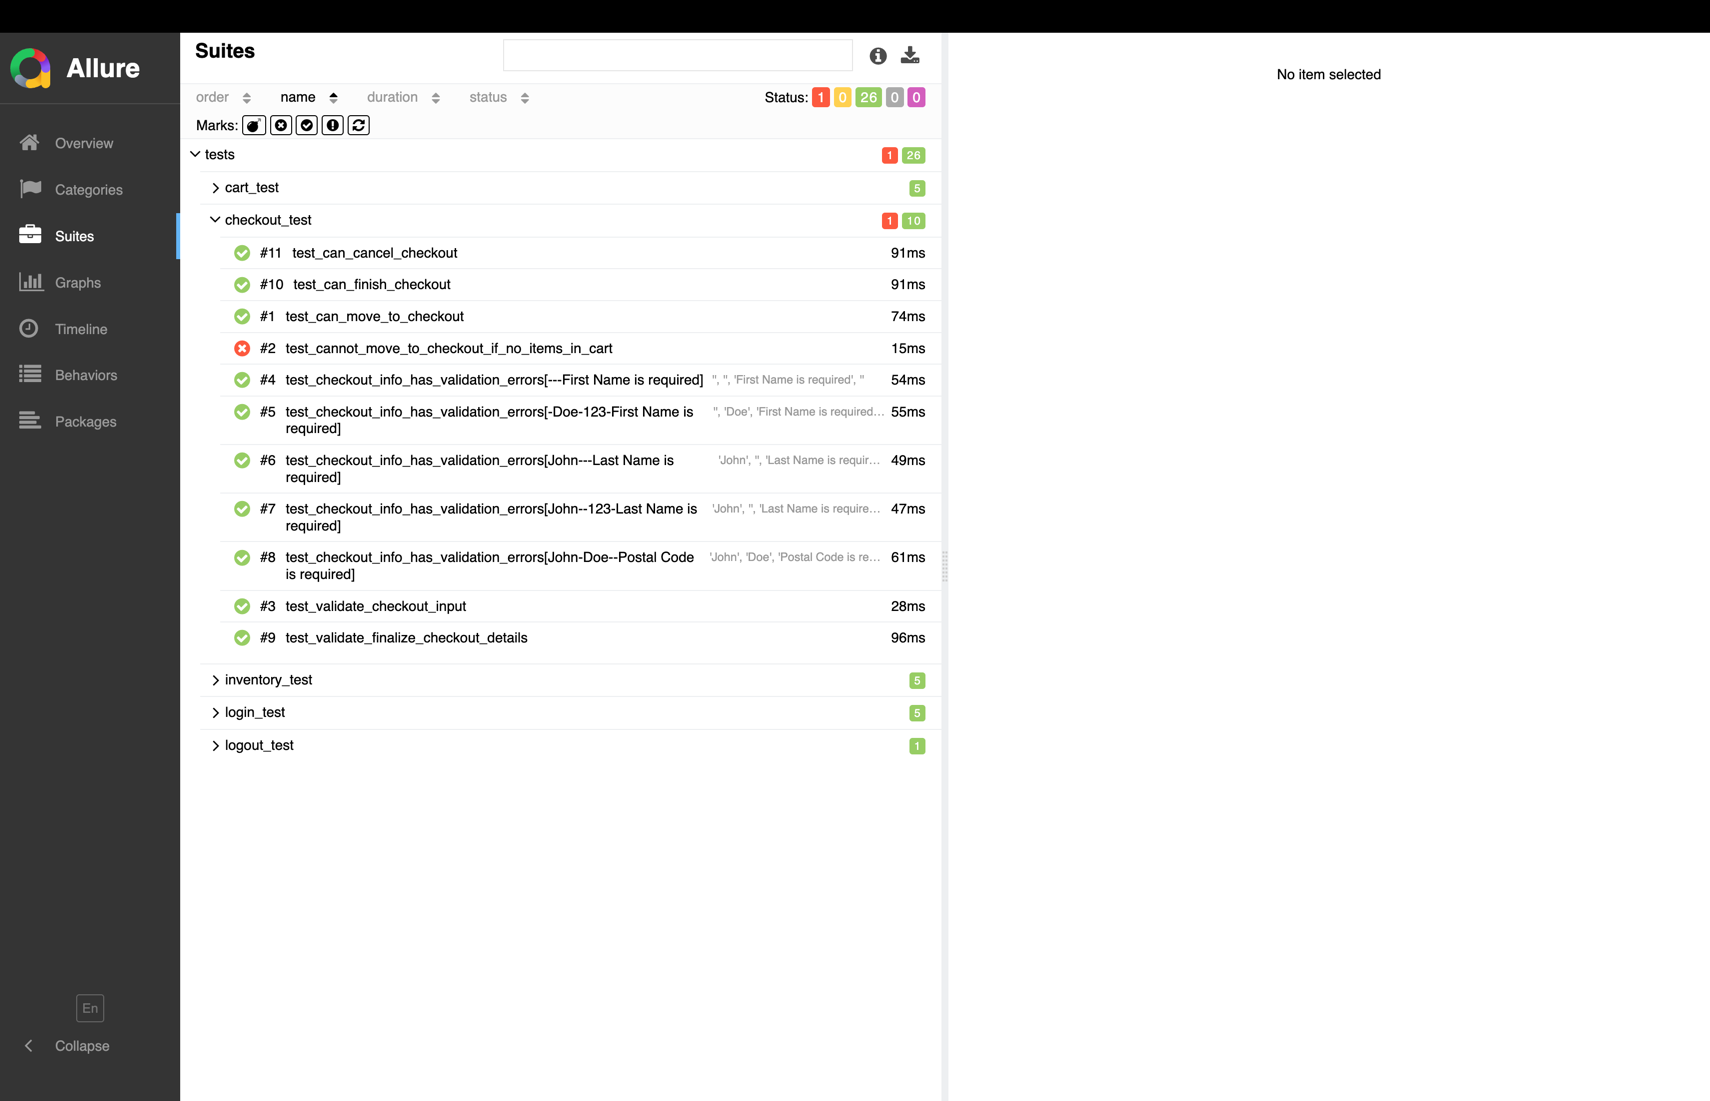 Allure
Overview
Categories
Suites
Graphs
Timeline
Behaviors
Packages
En
Collapse
Suites
order name duration status Status: 1 0 26 0 0
Marks:
tests 1 26
cart_test 5
checkout_test 1 10
#11 test_can_cancel_checkout 91ms
#10 test_can_finish_checkout 91ms
#1 test_can_move_to_checkout 74ms
#2 test_cannot_move_to_checkout_if_no_items_in_cart 15ms
#4 test_checkout_info_has_validation_errors[---First Name is required] '', '', 'First Name is required', '' 54ms
#5 test_checkout_info_has_validation_errors[-Doe-123-First Name is '', 'Doe', 'First Name is required... 55ms
required]
#6 test_checkout_info_has_validation_errors[John---Last Name is 'John', '', 'Last Name is requir... 49ms
required]
#7 test_checkout_info_has_validation_errors[John--123-Last Name is 'John', '', 'Last Name is require... 47ms
required]
#8 test_checkout_info_has_validation_errors[John-Doe--Postal Code 'John', 'Doe', 'Postal Code is re... 61ms
is required]
#3 test_validate_checkout_input 28ms
#9 test_validate_finalize_checkout_details 96ms
inventory_test 5
login_test 5
logout_test 1
No item selected